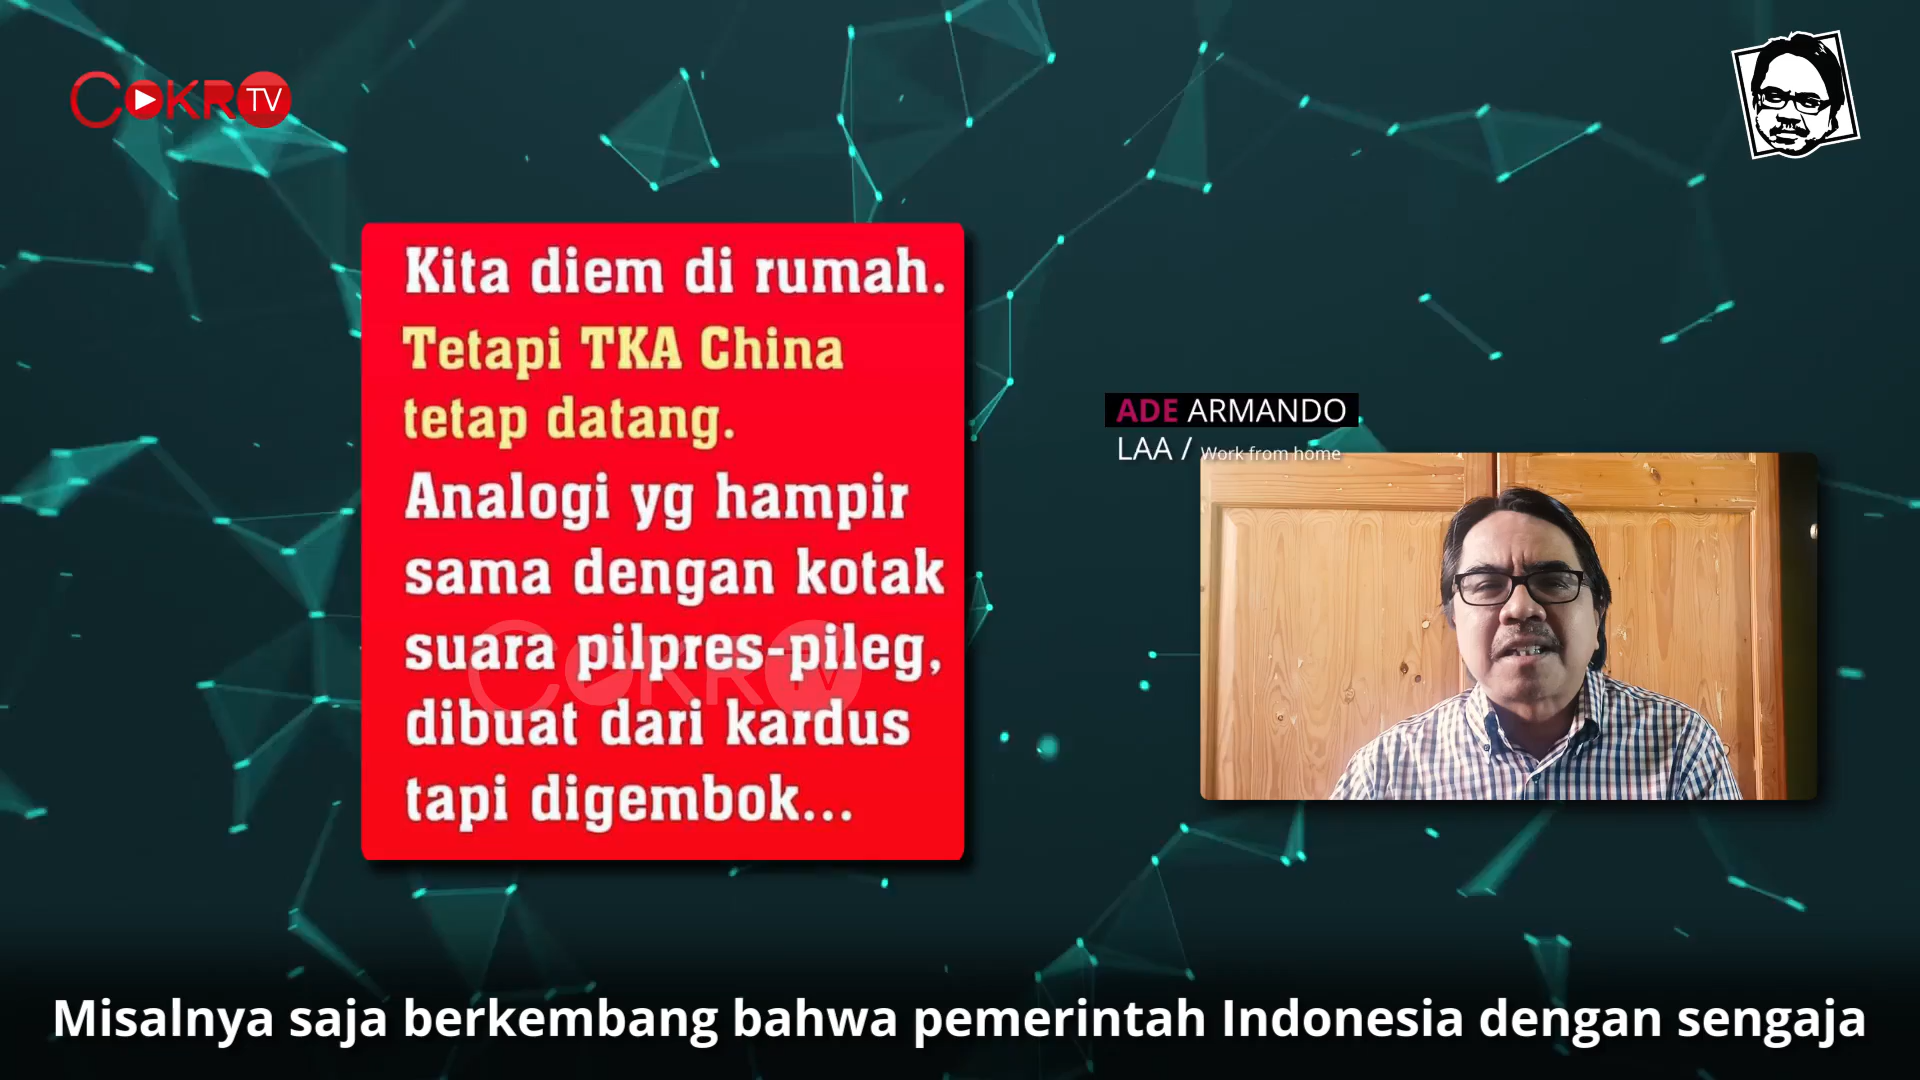 COKRO TV
Kita diem di rumah.
Tetapi TKA China
tetap datang.
Analogi yg hampir
sama dengan kotak
suara pilpres-pileg,
dibuat dari kardus
tapi digembok...
COKRO TV
ADE ARMANDO
LAA / Work from home
Misalnya saja berkembang bahwa pemerintah Indonesia dengan sengaja